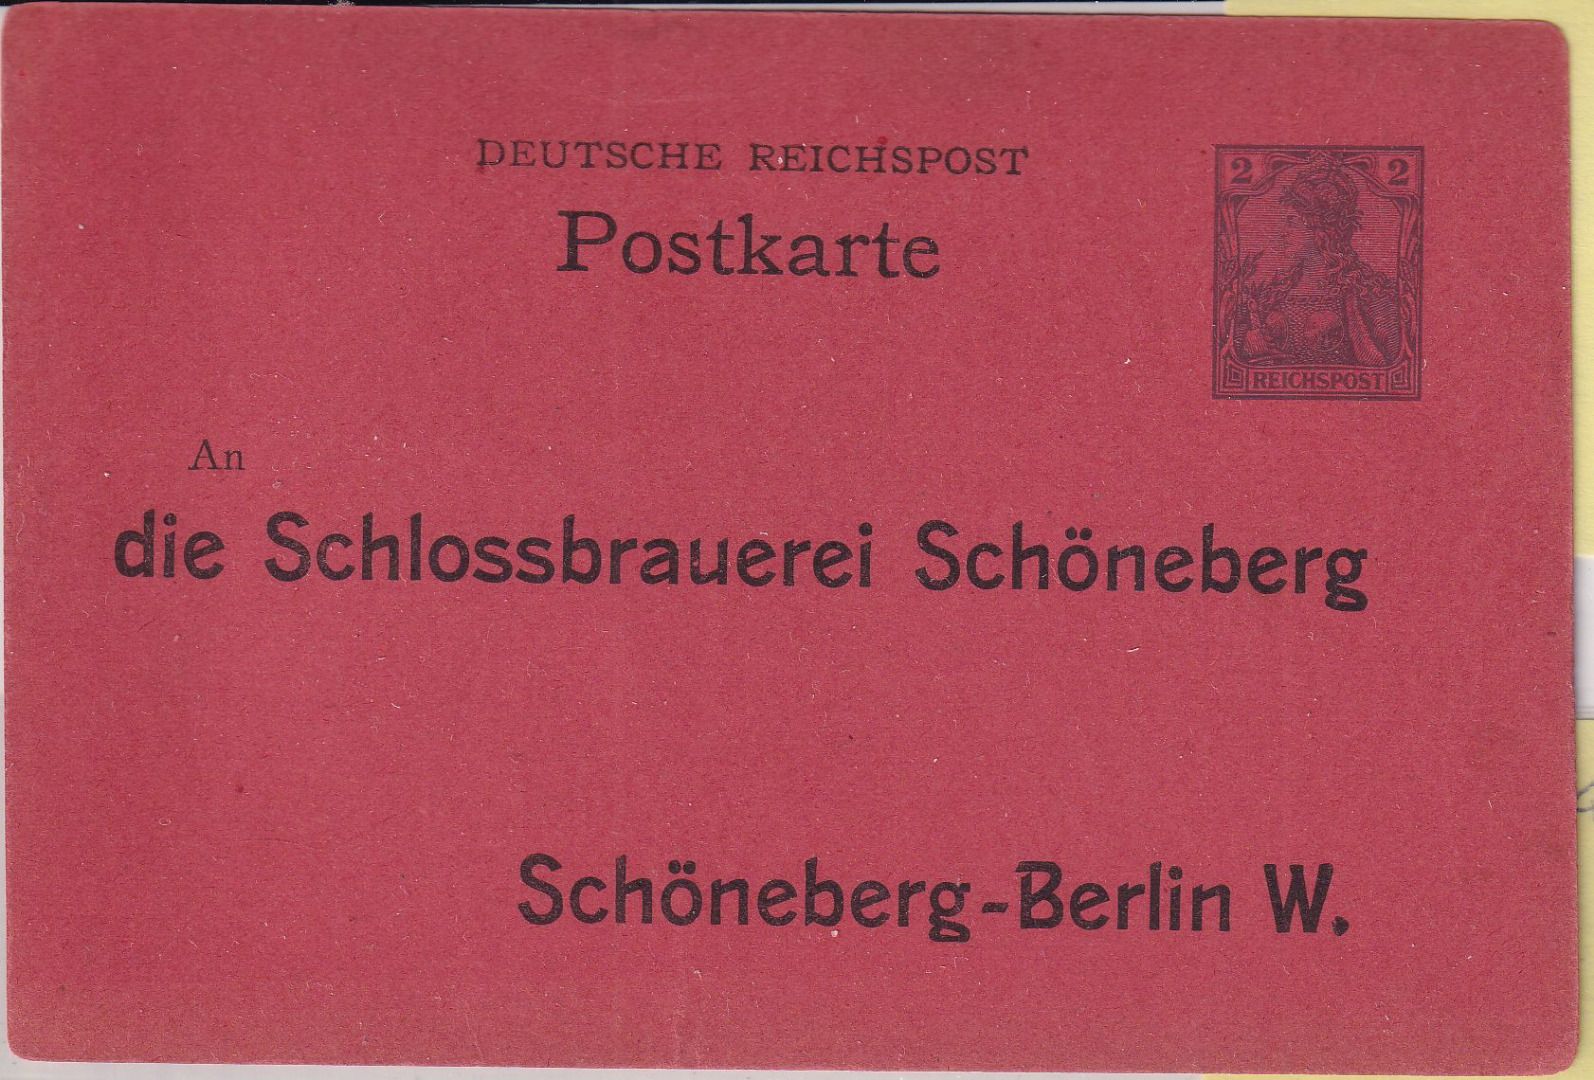 DEUTSCHE REICHSPOST
Postkarte
2 2
REICHSPOST
An
die Schlossbrauerei Schöneberg
Schöneberg-Berlin W.